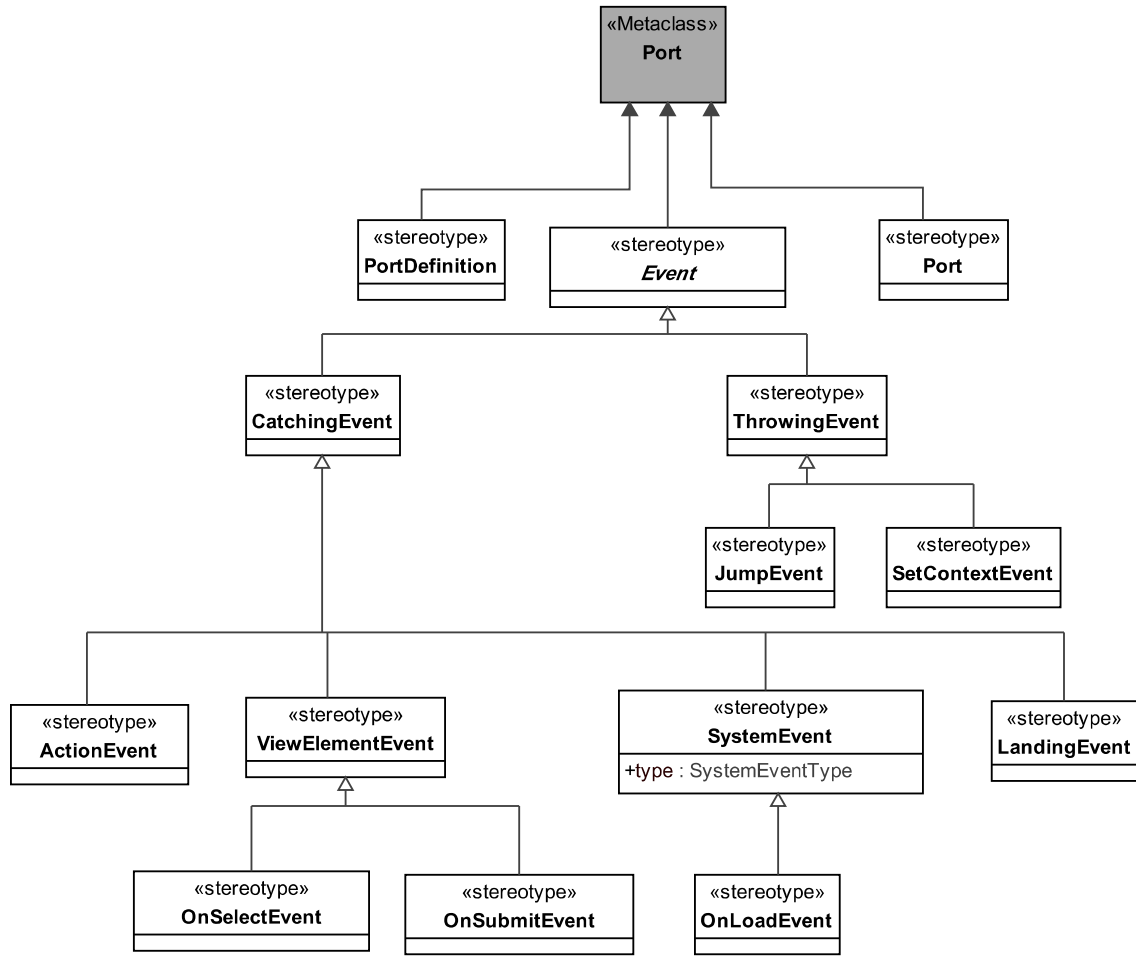 «Metaclass»
Port
«stereotype»
PortDefinition
«stereotype»
Event
«stereotype»
Port
«stereotype»
CatchingEvent
«stereotype»
ThrowingEvent
«stereotype»
JumpEvent
«stereotype»
SetContextEvent
«stereotype»
ActionEvent
«stereotype»
ViewElementEvent
«stereotype»
SystemEvent
+type : SystemEventType
«stereotype»
LandingEvent
«stereotype»
OnSelectEvent
«stereotype»
OnSubmitEvent
«stereotype»
OnLoadEvent